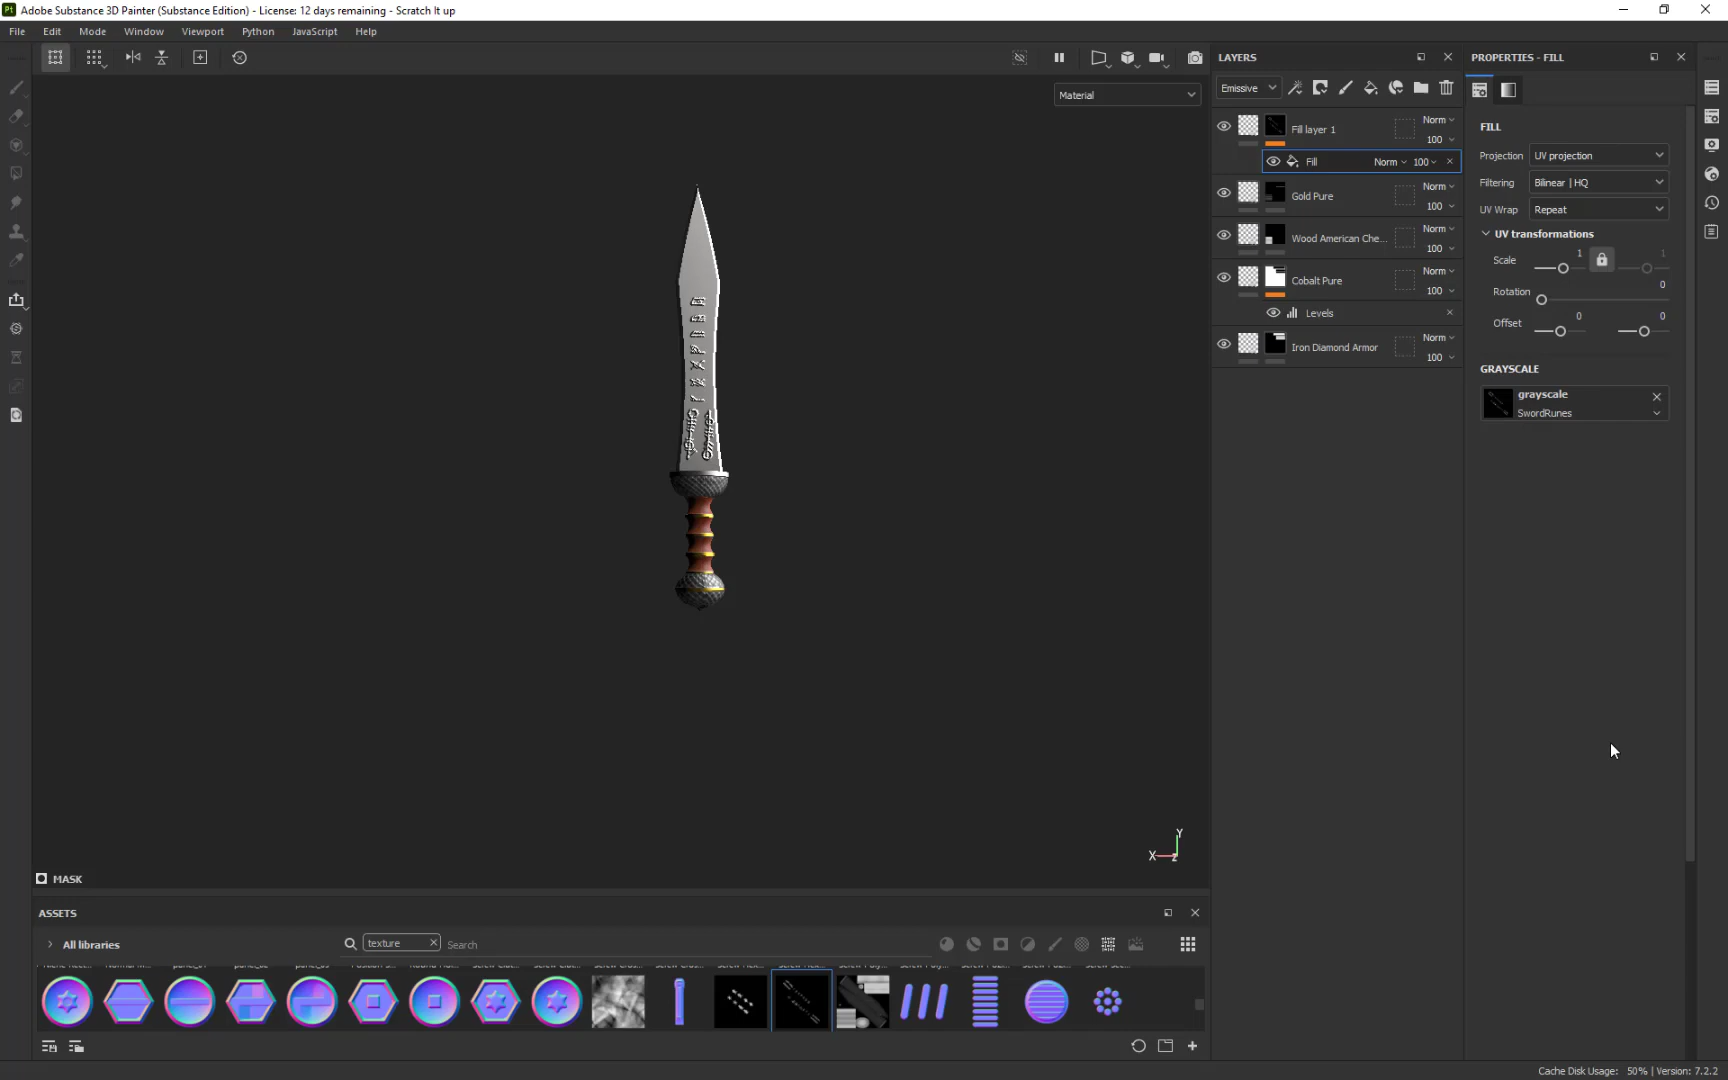 Pt Adobe Substance 3D Painter (Substance Edition) - License: 12 days remaining - Scratch It up
File Edit Mode Window Viewport Python JavaScript Help
Material
LAYERS
Emissive
Fill layer 1 Norm 100
Fill Norm 100
Gold Pure Norm 100
Wood American Che... Norm 100
Cobalt Pure Norm 100
Levels
Iron Diamond Armor Norm 100
PROPERTIES - FILL
FILL
Projection UV projection
Filtering Bilinear | HQ
UV Wrap Repeat
UV transformations
Scale 1 1
Rotation 0
Offset 0 0
GRAYSCALE
grayscale
SwordRunes
Y
X Z
MASK
ASSETS
All libraries
texture Search
Cache Disk Usage: 50% | Version: 7.2.2